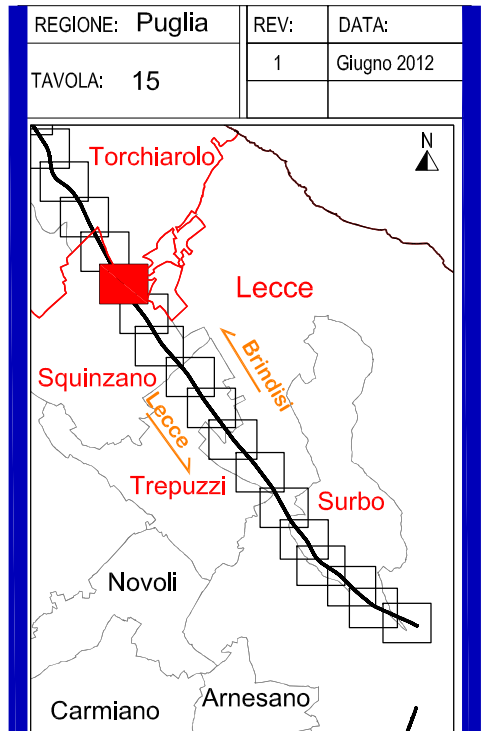 REGIONE: Puglia
REV:
DATA:
1
Giugno 2012
TAVOLA: 15
N
Torchiarolo
Lecce
Brindisi
Squinzano
Lecce
Trepuzzi
Surbo
Novoli
Arnesano
Carmiano